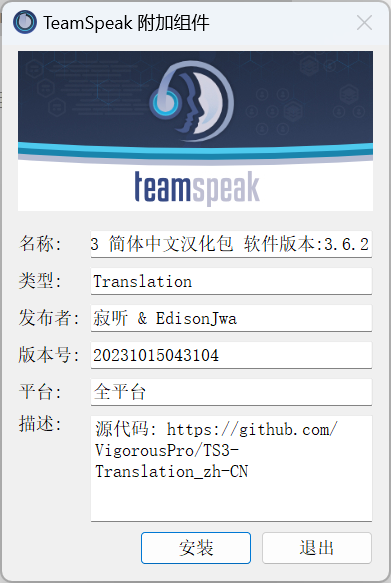 TeamSpeak 附加组件
teamspeak
名称: 3 简体中文汉化包 软件版本:3.6.2
类型: Translation
发布者: 寂听 & EdisonJwa
版本号: 20231015043104
平台: 全平台
描述: 源代码: https://github.com/
VigorousPro/TS3-
Translation_zh-CN
安装 退出